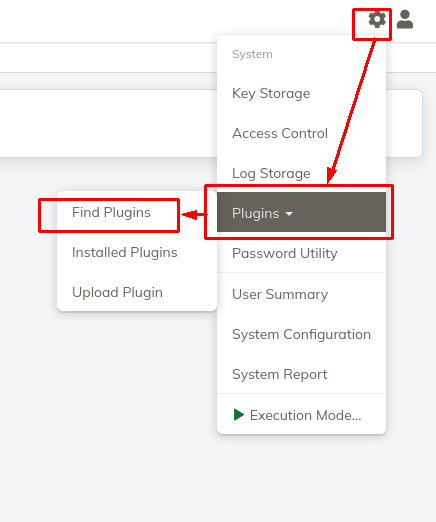 System
Key Storage
Access Control
Log Storage
Plugins
Find Plugins
Installed Plugins
Upload Plugin
Password Utility
User Summary
System Configuration
System Report
Execution Mode...